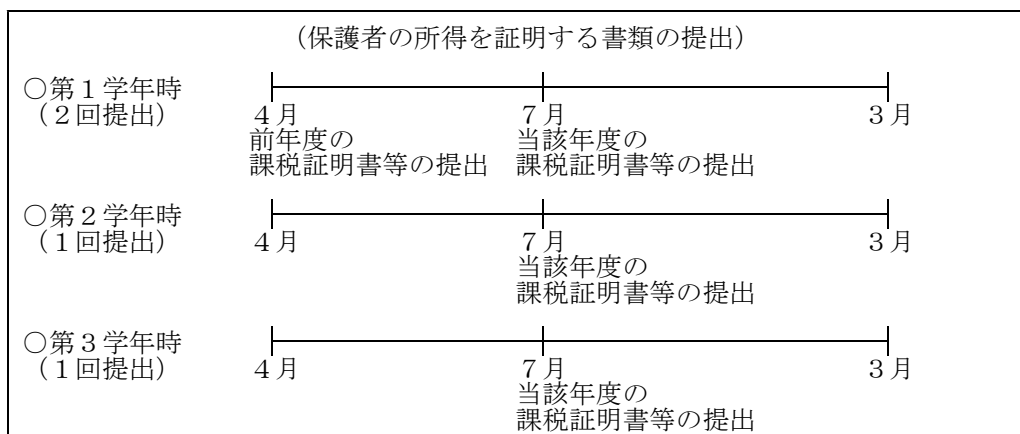 （保護者の所得を証明する書類の提出）
○第１学年時
（２回提出）
４月
７月
３月
前年度の
課税証明書等の提出
当該年度の
課税証明書等の提出
○第２学年時
（１回提出）
４月
７月
３月
当該年度の
課税証明書等の提出
○第３学年時
（１回提出）
４月
７月
３月
当該年度の
課税証明書等の提出